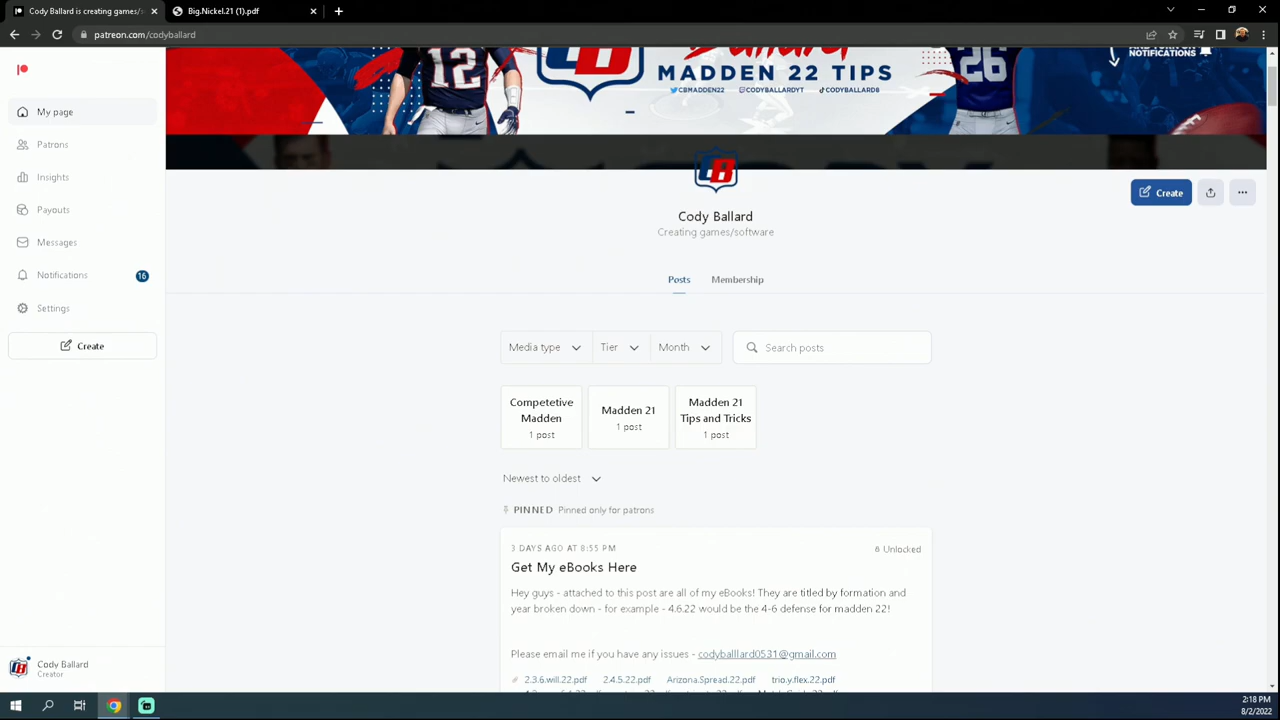 Cody Ballard is creating games/s
Big.Nickel.21 (1).pdf
patreon.com/codyballard
12
MADDEN 22 TIPS
CBMADDEN22
CODYBALLARDYT
CODYBALLARD6
26
NOTIFICATIONS
My page
Patrons
Insights
Payouts
Messages
Notifications
16
Settings
Create
CB
Create
Cody Ballard
Creating games/software
Posts
Membership
Media type
Tier
Month
Search posts
Competetive
Madden
1 post
Madden 21
1 post
Madden 21
Tips and Tricks
1 post
Newest to oldest
PINNED Pinned only for patrons
3 DAYS AGO AT 8:55 PM
Unlocked
Get My eBooks Here
Hey guys - attached to this post are all of my eBooks! They are titled by formation and
year broken down - for example - 4.6.22 would be the 4-6 defense for madden 22!
Please email me if you have any issues - codyballlard0531@gmail.com
2.3.6.will.22.pdf 2.4.5.22.pdf Arizona.Spread.22.pdf trio.y.flex.22.pdf
Cody Ballard
Creator
2:18 PM
8/2/2022